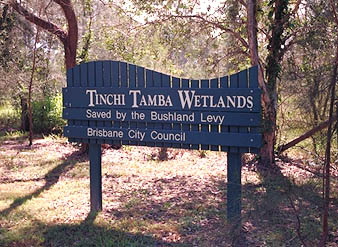 Tinchi Tamba Wetlands
Saved by the Bushland Levy
Brisbane City Council